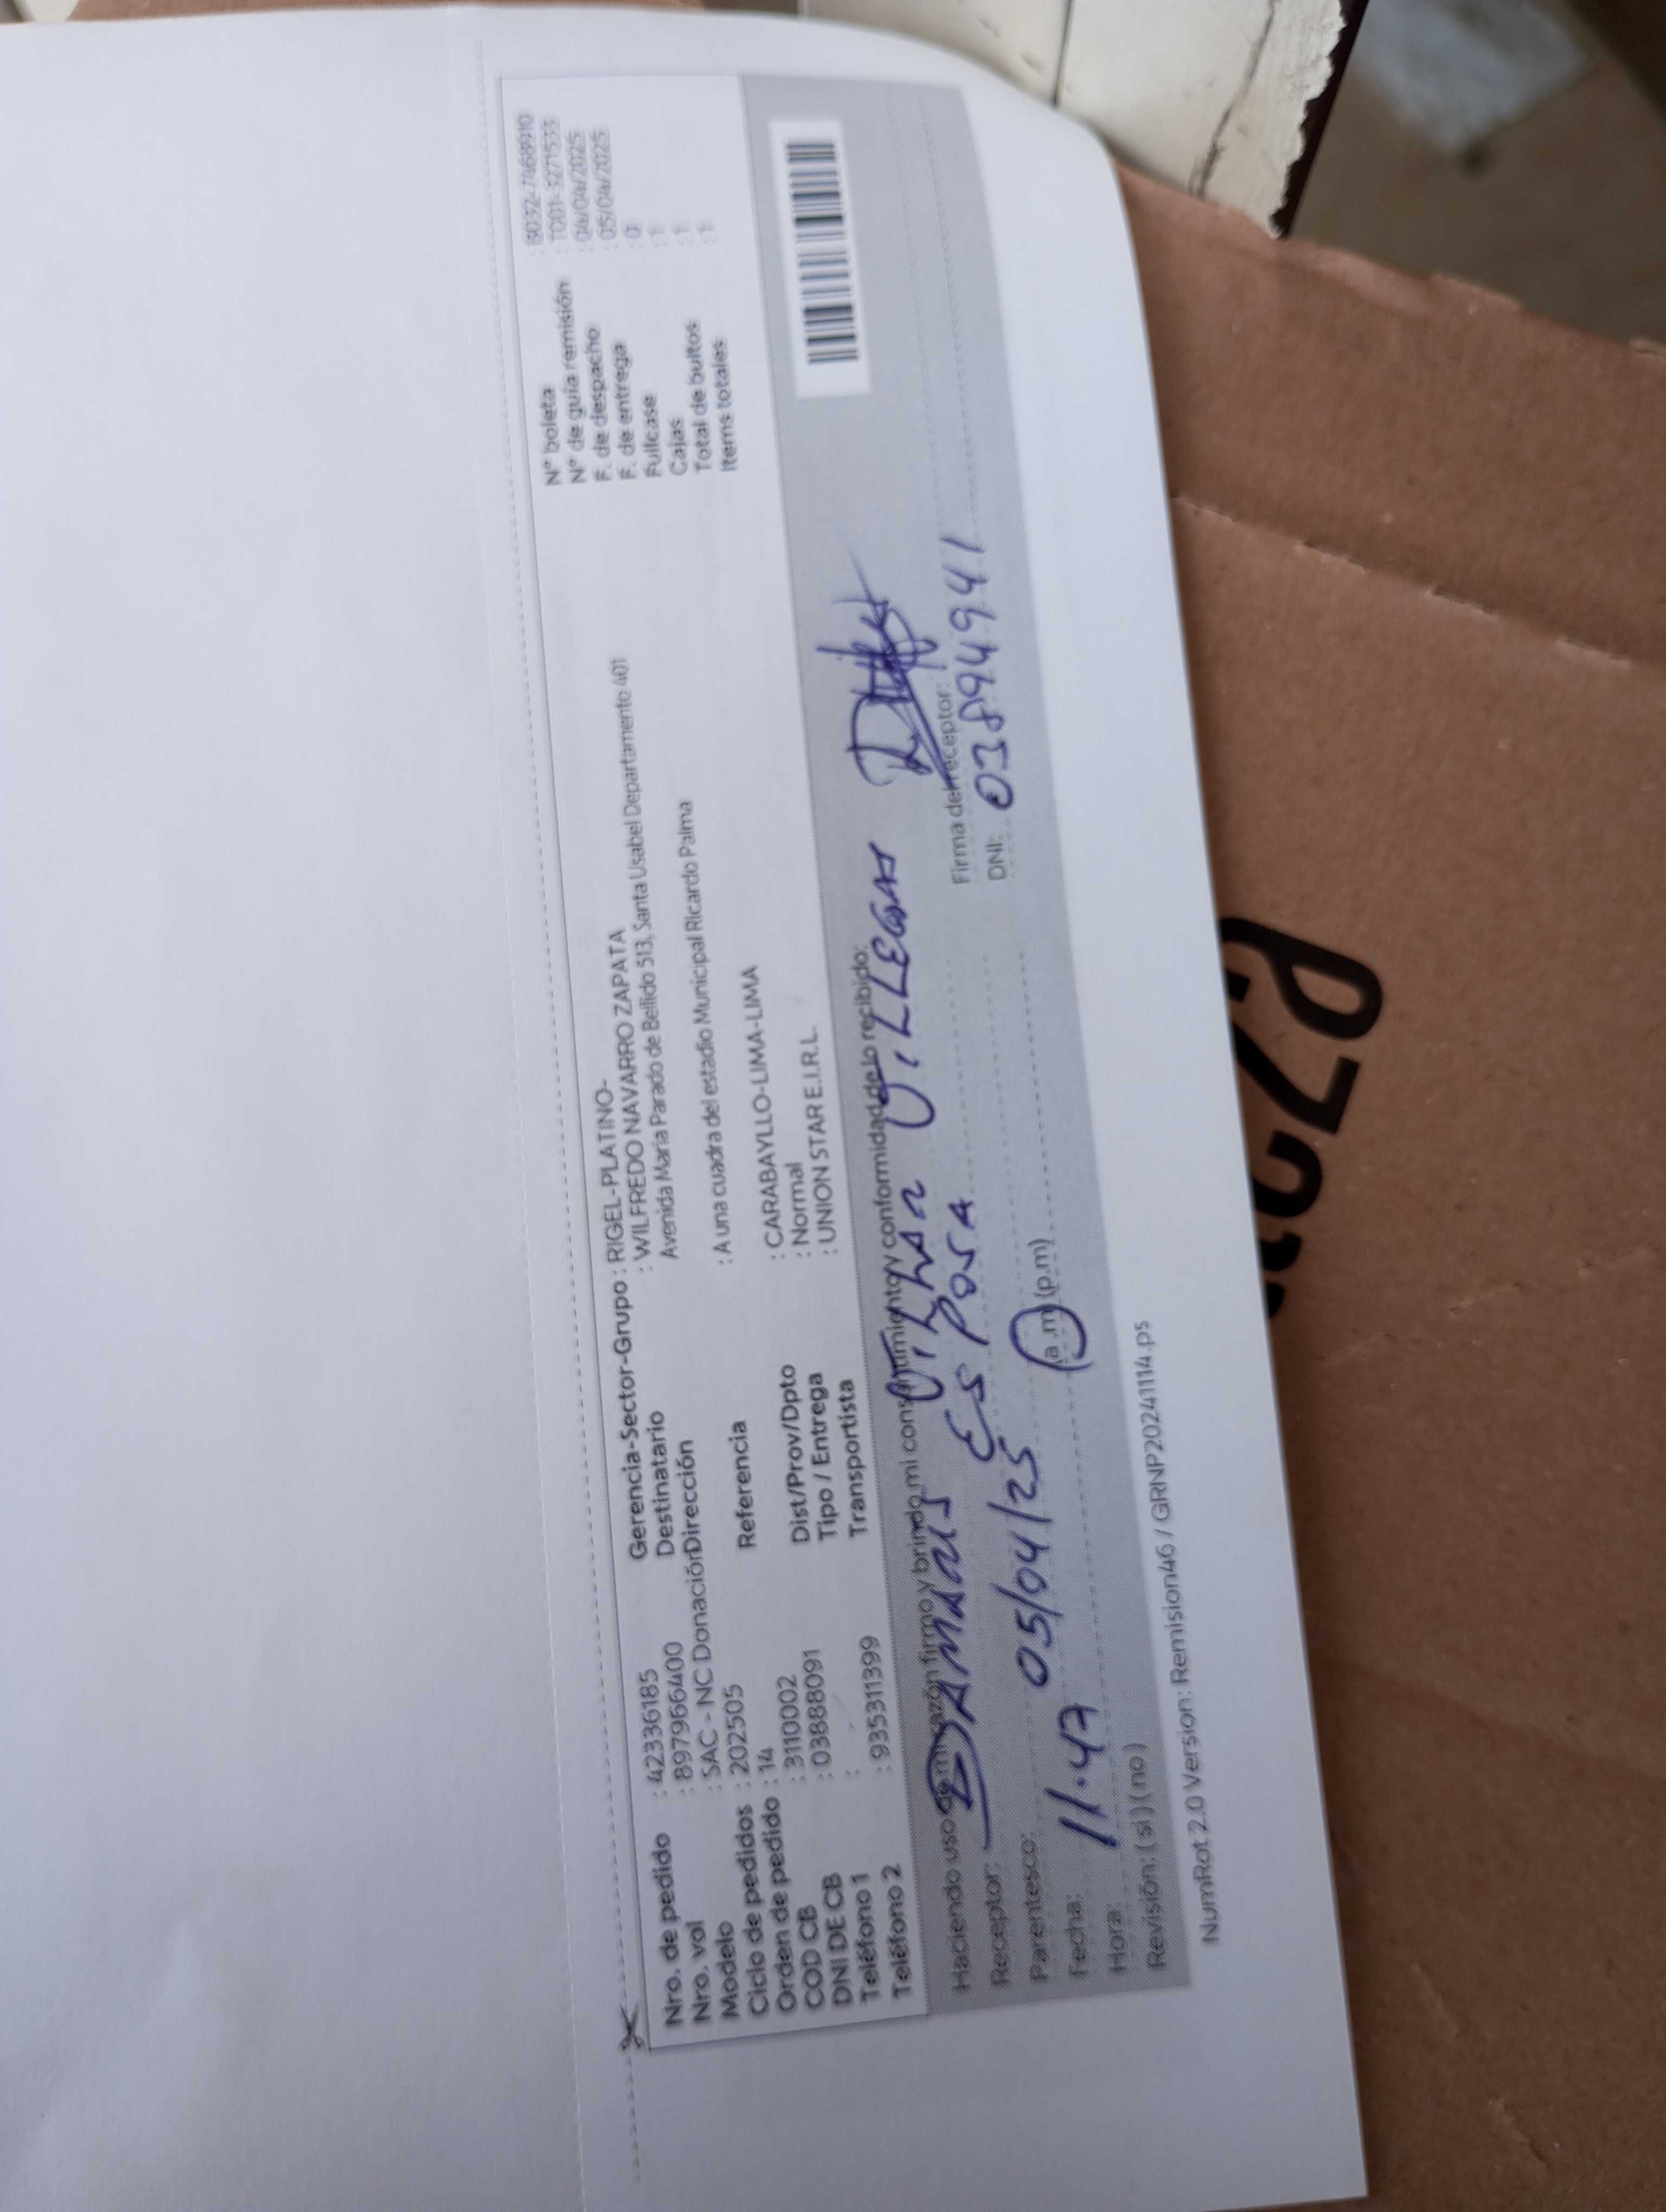 Nro. de pedido : 42336185
Nro. vol : 897966400
Modelo : SAC - NC Donación
Ciclo de pedidos : 202505
Orden de pedido : 14
COD CB : 3110002
DNI DE CB : 03888091
Teléfono 1 :
Teléfono 2 : 935311399
Gerencia-Sector-Grupo : RIGEL-PLATINO-
Destinatario : WILFREDO NAVARRO ZAPATA
Dirección Avenida María Parado de Bellido 513, Santa Usabel Departamento 401
Referencia : A una cuadra del estadio Municipal Ricardo Palma
Dist/Prov/Dpto : CARABAYLLO-LIMA-LIMA
Tipo / Entrega : Normal
Transportista : UNION STAR E.I.R.L.
N° boleta
N° de guía remisión : T001-3271533
F. de despacho : 04/04/2025
F. de entrega : 05/04/2025
Fullcase : 0
Cajas : 1
Total de bultos : 1
Items totales : 1
Haciendo uso de mi razón firmo y brindo mi consentimiento y conformidad de lo recibido:
Receptor: DAMARIS VILLEGAS
Parentesco: ESPOSA
Fecha: 05/04/25
Hora: 11.47 (a.m) (p.m)
Revisión: (si) (no)
Firma del receptor:
DNI: 03894941
NumRot 2.0 Version: Remision46 / GRNP20241114.ps